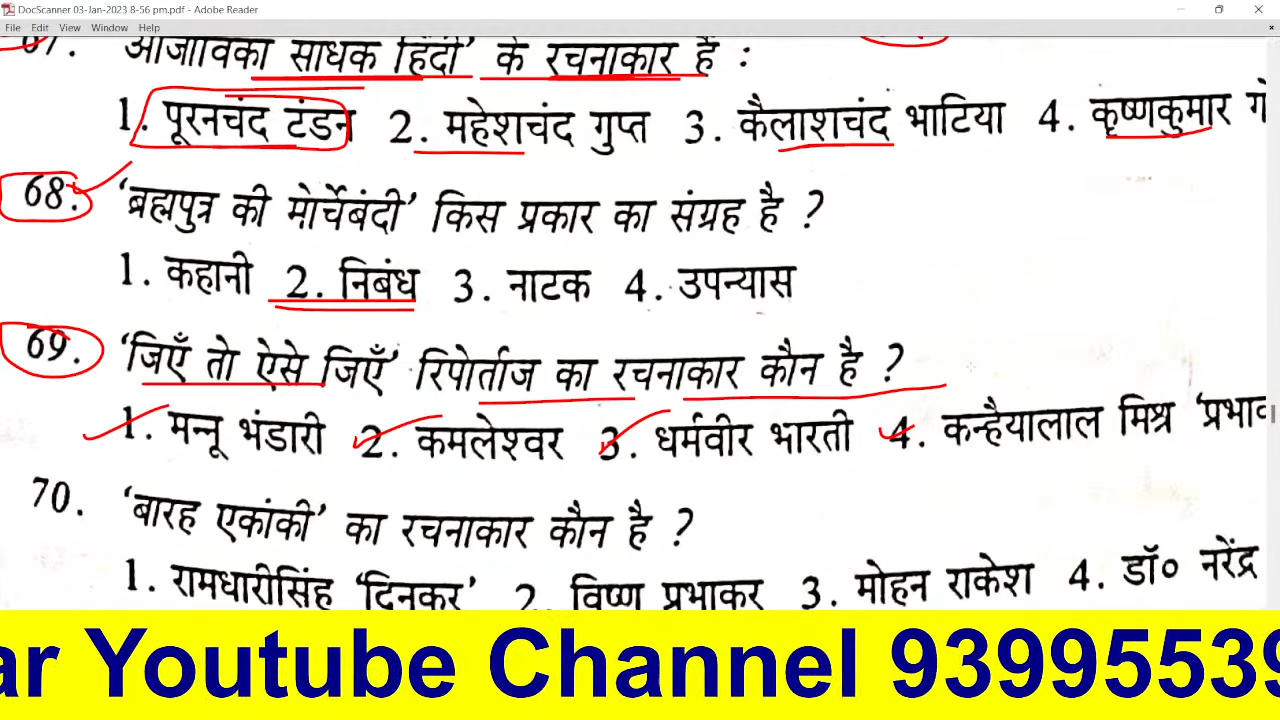 DocScanner 03-Jan-2023 8-56 pm.pdf - Adobe Reader
File Edit View Window Help
आजीविका साधक हिंदी' के रचनाकार हैं :
1. पूरनचंद टंडन 2. महेशचंद गुप्त 3. कैलाशचंद भाटिया 4. कृष्णकुमार
68. 'ब्रह्मपुत्र की मोर्चेबंदी' किस प्रकार का संग्रह है ?
1. कहानी 2. निबंध 3. नाटक 4. उपन्यास
69. 'जिएँ तो ऐसे जिएँ' रिपोर्ताज का रचनाकार कौन है ?
1. मन्नू भंडारी 2. कमलेश्वर 3. धर्मवीर भारती 4. कन्हैयालाल मिश्र
70. 'बारह एकांकी' का रचनाकार कौन है ?
1. रामधारीसिंह 'दिनकर' 2. विष्णु प्रभाकर 3. मोहन राकेश 4. डॉ० नरेंद्र
ar Youtube Channel 93995539